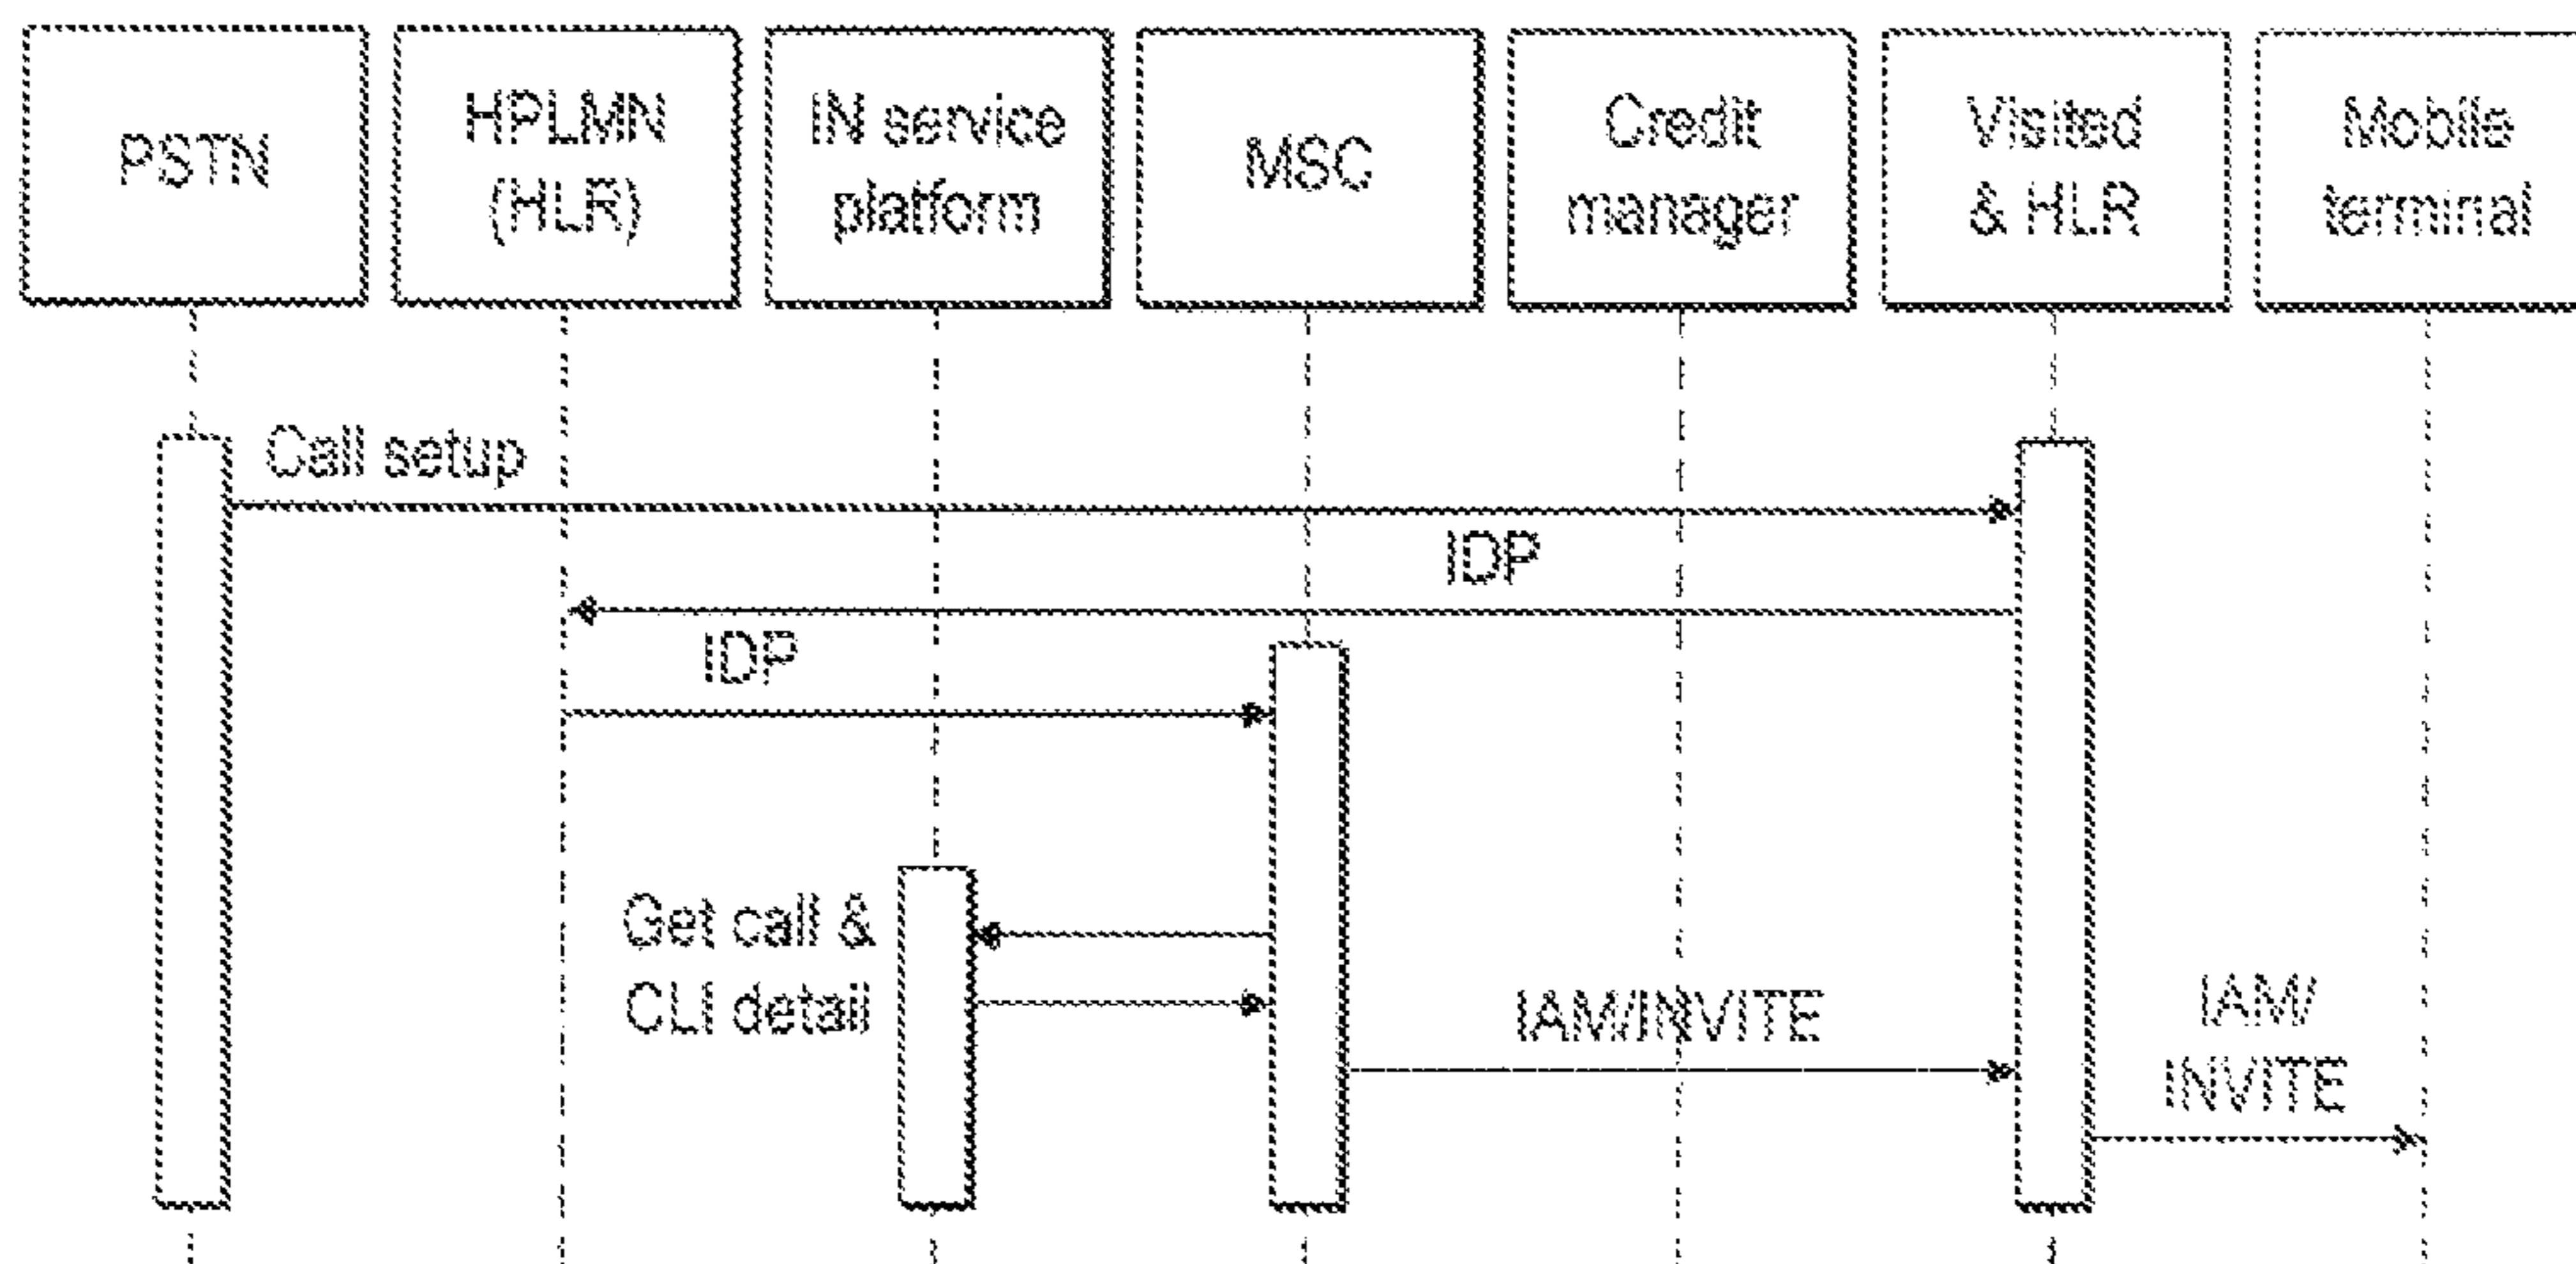 PSTN
HPLMN
(HLR)
IN service
platform
MSC
Credit
manager
Visited
& HLR
Mobile
terminal
Call setup
IDP
IDP
Get call &
CLI detail
IAM/INVITE
IAM/
INVITE